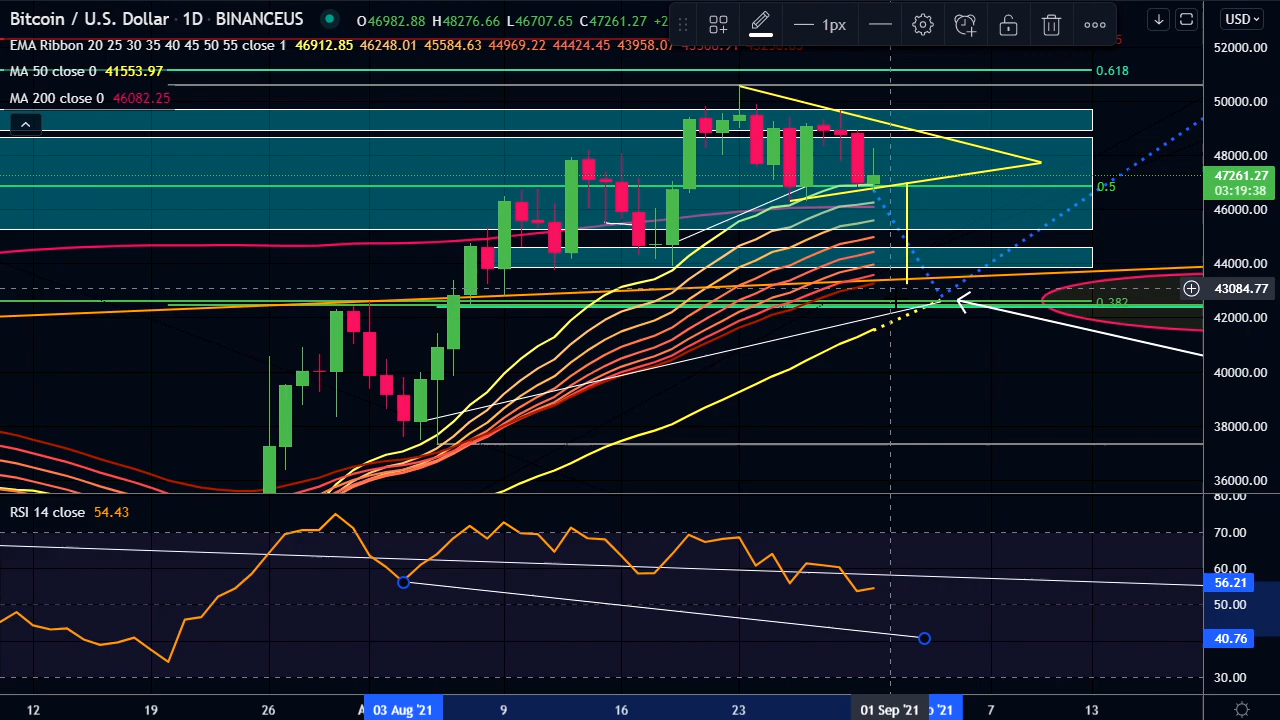 Bitcoin / U.S. Dollar · 1D · BINANCEUS O46982.88 H48276.66 L46707.65 C47261.27 +2
1px
USD
EMA Ribbon 20 25 30 35 40 45 50 55 close 1 46912.85 46248.01 45584.63 44969.22 44424.45 43958.07
MA 50 close 0 41553.97
MA 200 close 0 46082.25
0.618
0.5
0.382
52000.00
50000.00
48000.00
47261.27
03:19:38
46000.00
44000.00
43084.77
42000.00
40000.00
38000.00
36000.00
RSI 14 close 54.43
80.00
70.00
60.00
56.21
50.00
40.76
30.00
12 19 26 A 03 Aug '21 9 16 23 01 Sep '21 '21 7 13